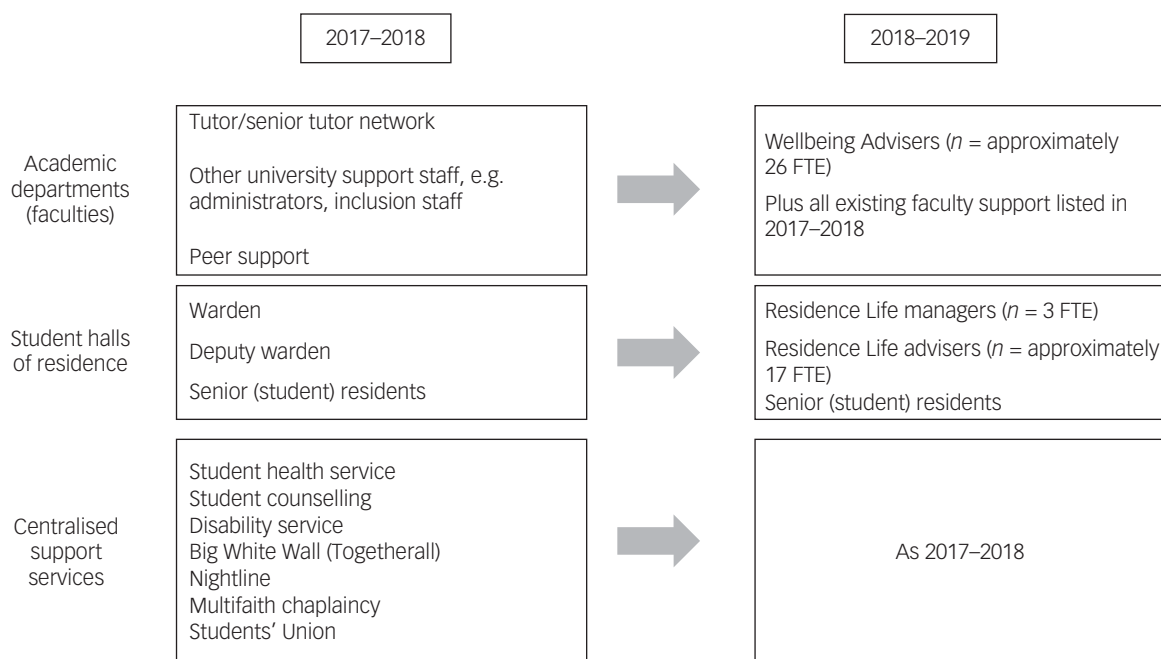 2017–2018
2018–2019
Academic
departments
(faculties)
Tutor/senior tutor network
Other university support staff, e.g.
administrators, inclusion staff
Peer support
Wellbeing Advisers (n = approximately
26 FTE)
Plus all existing faculty support listed in
2017–2018
Student halls
of residence
Warden
Deputy warden
Senior (student) residents
Residence Life managers (n = 3 FTE)
Residence Life advisers (n = approximately
17 FTE)
Senior (student) residents
Centralised
support
services
Student health service
Student counselling
Disability service
Big White Wall (Togetherall)
Nightline
Multifaith chaplaincy
Students’ Union
As 2017–2018